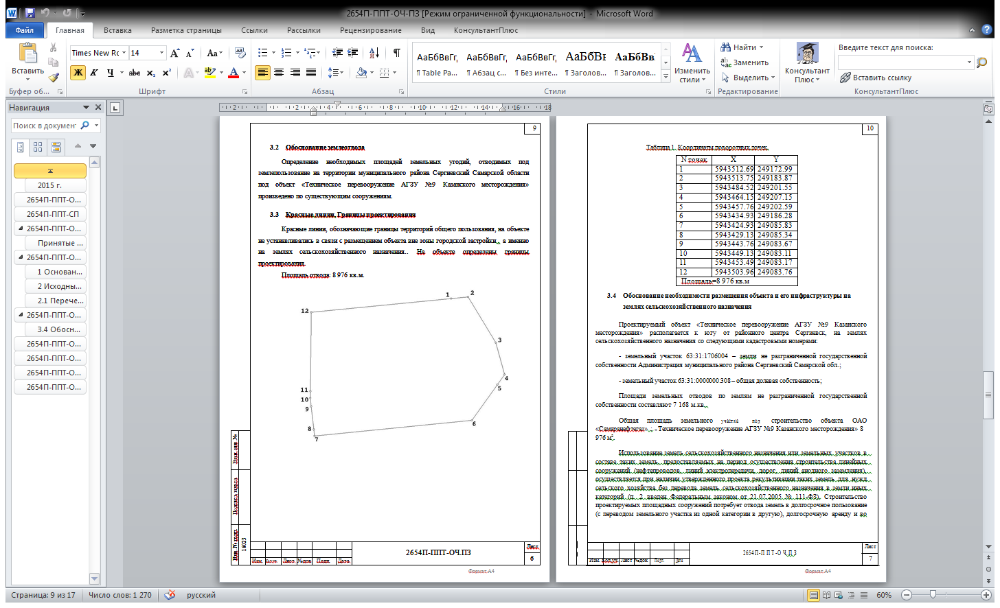 2654П-ППТ-ОЧ-ПЗ [Режим ограниченной функциональности] - Microsoft Word
Файл Главная Вставка Разметка страницы Ссылки Рассылки Рецензирование Вид КонсультантПлюс
Вставить
Буфер об...
Times New Rc 14
Ж К Ч abc x₂ x²
Шрифт
Абзац
АаБбВвГг, АаБбВвГг, АаБбВвГг, АаБбВі АаБбВв.
¶ Table Pa... ¶ Абзац с... ¶ Без инте... ¶ Заголов... ¶ Заголов...
Изменить стили
Стили
Найти
Заменить
Выделить
Редактирование
Консультант Плюс
Введите текст для поиска:
Вставить ссылку
КонсультантПлюс
Навигация
Поиск в документ
2015 г.
2654П-ППТ-О...
2654П-ППТ-СП
2654П-ППТ-О...
Принятые ...
2654П-ППТ-О...
1 Основан...
2 Исходны...
2.1 Перече...
2654П-ППТ-О...
3.4 Обосн...
2654П-ППТ-О...
2654П-ППТ-О...
2654П-ППТ-О...
2654П-ППТ-О...
2 2 4 6 8 10 12 14 16 18
9
3.2 Обоснование землеотвода
Определение необходимых площадей земельных угодий, отводимых под
землепользование на территории муниципального района Сергиевский Самарской области
под объект «Техническое перевооружение АГЗУ №9 Казанского месторождения»
произведено по существующим сооружениям.
3.3 Красные линии. Границы проектирования
Красные линии, обозначающие границы территорий общего пользования, на объекте
не устанавливались в связи с размещением объекта вне зоны городской застройки., а именно
на землях сельскохозяйственного назначения.. На объекте определены границы
проектирования.
Площадь отвода: 8 976 кв.м.
1
2
12
3
4
5
11
10
9
6
8
7
Взам. инв.№
Подпись и дата
Инв. № подл.
16023
Изм. Кол.уч. Лист. №док Подп. Дата.
2654П-ППТ-ОЧ.ПЗ
Лист
6
Формат.А4
10
Таблица 1. Координаты поворотных точек.
N точек X Y
1 5943512.69 249172.99
2 5943513.75 249183.87
3 5943484.52 249201.55
4 5943464.15 249207.15
5 5943457.76 249202.59
6 5943434.93 249186.28
7 5943424.93 249085.83
8 5943429.13 249085.34
9 5943443.76 249083.67
10 5943449.13 249083.11
11 5943453.49 249083.17
12 5943503.96 249083.76
Площадь=8 976 кв.м
3.4 Обоснование необходимости размещения объекта и его инфраструктуры на
землях сельскохозяйственного назначения
Проектируемый объект «Техническое перевооружение АГЗУ №9 Казанского
месторождения» располагается к югу от районного центра Сергиевск, на землях
сельскохозяйственного назначения со следующими кадастровыми номерами:
- земельный участок 63:31:1706004 – земли не разграниченной государственной
собственности Администрация муниципального района Сергиевский Самарской обл.;
- земельный участок 63:31:0000000:308 – общая долевая собственность;
Площади земельных отводов по землям не разграниченной государственной
собственности составляют 7 168 м.кв..
Общая площадь земельного участка под строительство объекта ОАО
«Самаранефтегаз» : «Техническое перевооружение АГЗУ №9 Казанского месторождения» 8
976 м².
Использование земель сельскохозяйственного назначения или земельных участков в
составе таких земель, предоставляемых на период осуществления строительства линейных
сооружений (нефтепроводов, линий электропередачи, дорог, линий анодного заземления),
осуществляется при наличии утвержденного проекта рекультивации таких земель для нужд
сельского хозяйства без перевода земель сельскохозяйственного назначения в земли иных
категорий (п. 2 введен Федеральным законом от 21.07.2005 № 111-ФЗ). Строительство
проектируемых площадных сооружений потребует отвода земель в долгосрочное пользование
(с переводом земельного участка из одной категории в другую), долгосрочную аренду и во
Изм. Кол.уч. Лист №док Подп. Дата
2654П-ППТ-ОЧ.ПЗ
Лист
7
Формат.А4
Страница: 9 из 17 Число слов: 1 270 русский 60%